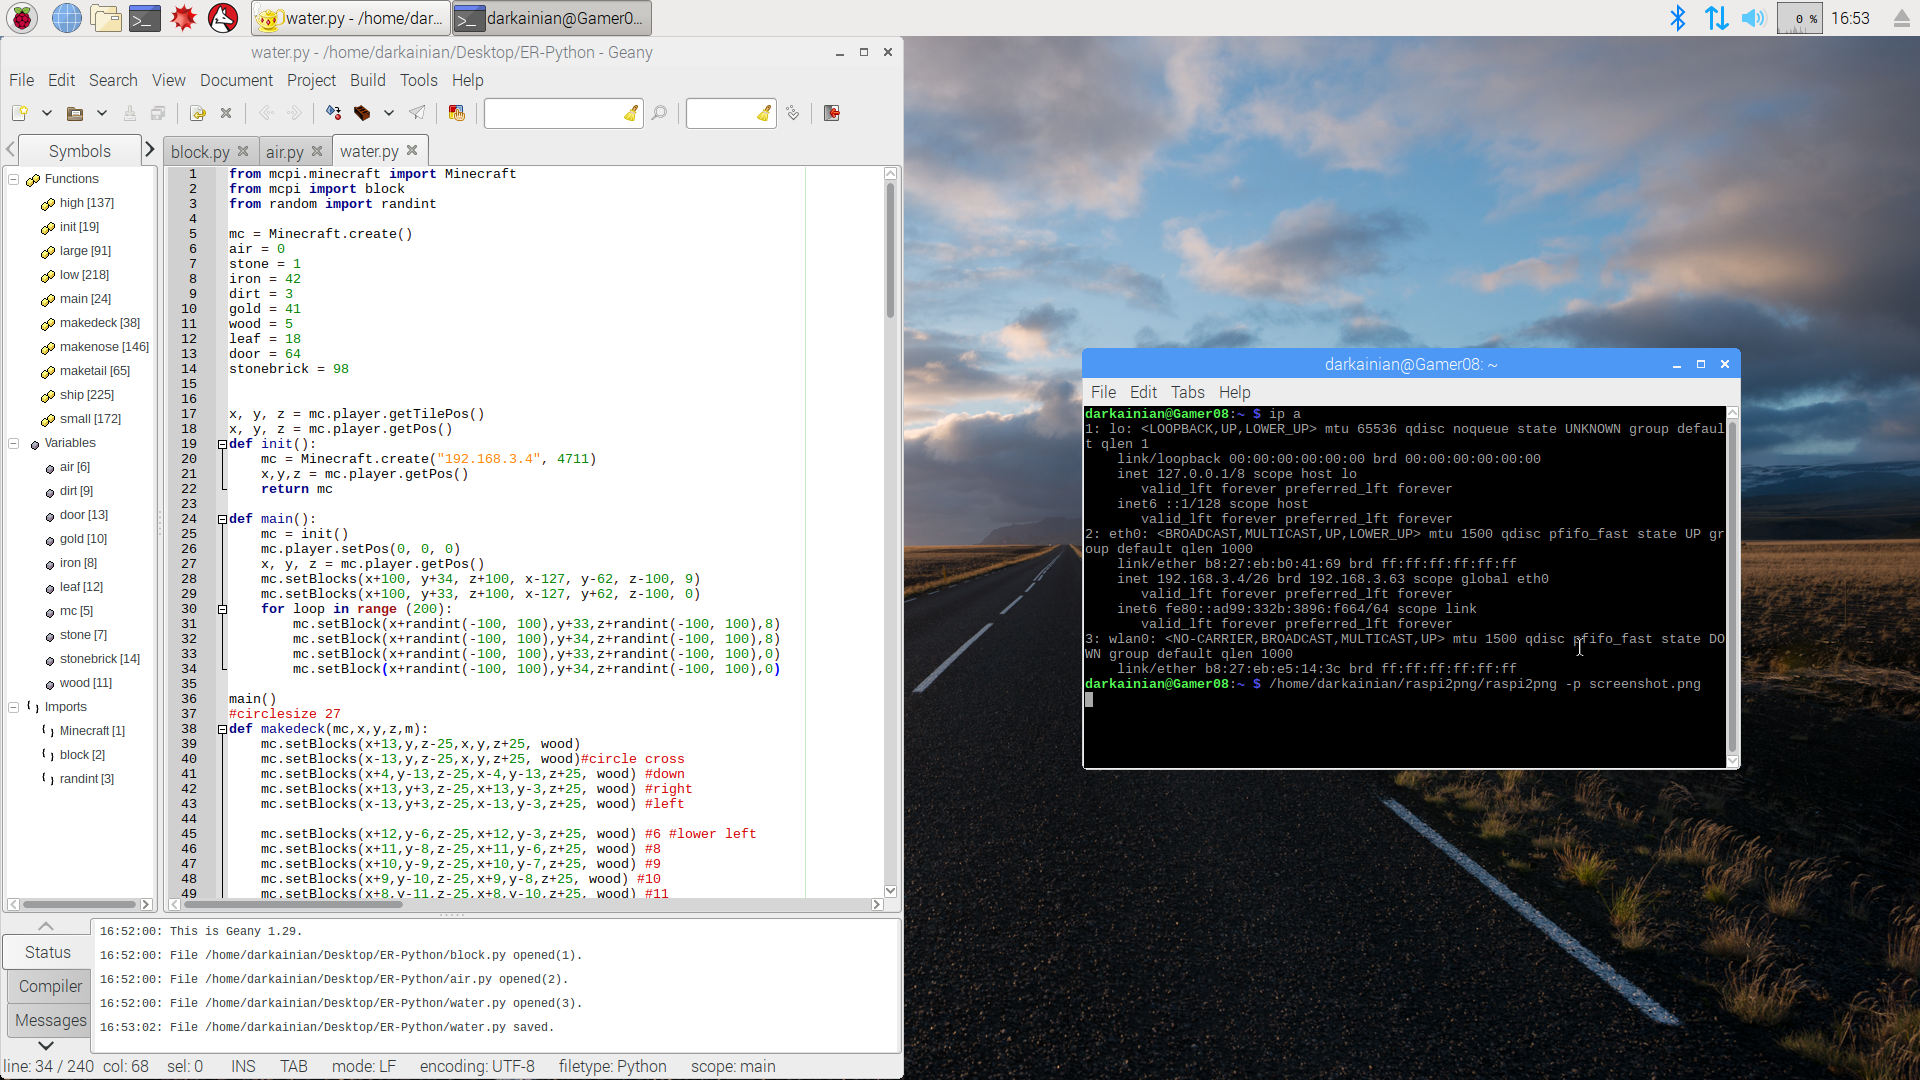 water.py - /home/dar...
darkainian@Gamer0...
0 %
16:53
water.py - /home/darkainian/Desktop/ER-Python - Geany
File Edit Search View Document Project Build Tools Help
Symbols
block.py
air.py
water.py
Functions
high [137]
init [19]
large [91]
low [218]
main [24]
makedeck [38]
makenose [146]
maketail [65]
ship [225]
small [172]
Variables
air [6]
dirt [9]
door [13]
gold [10]
iron [8]
leaf [12]
mc [5]
stone [7]
stonebrick [14]
wood [11]
Imports
Minecraft [1]
block [2]
randint [3]
1 from mcpi.minecraft import Minecraft
2 from mcpi import block
3 from random import randint
4
5 mc = Minecraft.create()
6 air = 0
7 stone = 1
8 iron = 42
9 dirt = 3
10 gold = 41
11 wood = 5
12 leaf = 18
13 door = 64
14 stonebrick = 98
15
16
17 x, y, z = mc.player.getTilePos()
18 x, y, z = mc.player.getPos()
19 def init():
20 mc = Minecraft.create("192.168.3.4", 4711)
21 x,y,z = mc.player.getPos()
22 return mc
23
24 def main():
25 mc = init()
26 mc.player.setPos(0, 0, 0)
27 x, y, z = mc.player.getPos()
28 mc.setBlocks(x+100, y+34, z+100, x-127, y-62, z-100, 9)
29 mc.setBlocks(x+100, y+33, z+100, x-127, y+62, z-100, 0)
30 for loop in range (200):
31 mc.setBlock(x+randint(-100, 100),y+33,z+randint(-100, 100),8)
32 mc.setBlock(x+randint(-100, 100),y+34,z+randint(-100, 100),8)
33 mc.setBlock(x+randint(-100, 100),y+33,z+randint(-100, 100),0)
34 mc.setBlock(x+randint(-100, 100),y+34,z+randint(-100, 100),0)
35
36 main()
37 #circlesize 27
38 def makedeck(mc,x,y,z,m):
39 mc.setBlocks(x+13,y,z-25,x,y,z+25, wood)
40 mc.setBlocks(x-13,y,z-25,x,y,z+25, wood)#circle cross
41 mc.setBlocks(x+4,y-13,z-25,x-4,y-13,z+25, wood) #down
42 mc.setBlocks(x+13,y+3,z-25,x+13,y-3,z+25, wood) #right
43 mc.setBlocks(x-13,y+3,z-25,x-13,y-3,z+25, wood) #left
44
45 mc.setBlocks(x+12,y-6,z-25,x+12,y-3,z+25, wood) #6 #lower left
46 mc.setBlocks(x+11,y-8,z-25,x+11,y-6,z+25, wood) #8
47 mc.setBlocks(x+10,y-9,z-25,x+10,y-7,z+25, wood) #9
48 mc.setBlocks(x+9,y-10,z-25,x+9,y-8,z+25, wood) #10
49 mc.setBlocks(x+8,y-11,z-25,x+8,y-10,z+25, wood) #11
Status
Compiler
Messages
16:52:00: This is Geany 1.29.
16:52:00: File /home/darkainian/Desktop/ER-Python/block.py opened(1).
16:52:00: File /home/darkainian/Desktop/ER-Python/air.py opened(2).
16:52:00: File /home/darkainian/Desktop/ER-Python/water.py opened(3).
16:53:02: File /home/darkainian/Desktop/ER-Python/water.py saved.
line: 34 / 240 col: 68 sel: 0 INS TAB mode: LF encoding: UTF-8 filetype: Python scope: main
darkainian@Gamer08: ~
File Edit Tabs Help
darkainian@Gamer08:~ $ ip a
1: lo: <LOOPBACK,UP,LOWER_UP> mtu 65536 qdisc noqueue state UNKNOWN group defaul
t qlen 1
link/loopback 00:00:00:00:00:00 brd 00:00:00:00:00:00
inet 127.0.0.1/8 scope host lo
valid_lft forever preferred_lft forever
inet6 ::1/128 scope host
valid_lft forever preferred_lft forever
2: eth0: <BROADCAST,MULTICAST,UP,LOWER_UP> mtu 1500 qdisc pfifo_fast state UP gr
oup default qlen 1000
link/ether b8:27:eb:b0:41:69 brd ff:ff:ff:ff:ff:ff
inet 192.168.3.4/26 brd 192.168.3.63 scope global eth0
valid_lft forever preferred_lft forever
inet6 fe80::ad99:332b:3896:f664/64 scope link
valid_lft forever preferred_lft forever
3: wlan0: <NO-CARRIER,BROADCAST,MULTICAST,UP> mtu 1500 qdisc pfifo_fast state DO
WN group default qlen 1000
link/ether b8:27:eb:e5:14:3c brd ff:ff:ff:ff:ff:ff
darkainian@Gamer08:~ $ /home/darkainian/raspi2png/raspi2png -p screenshot.png